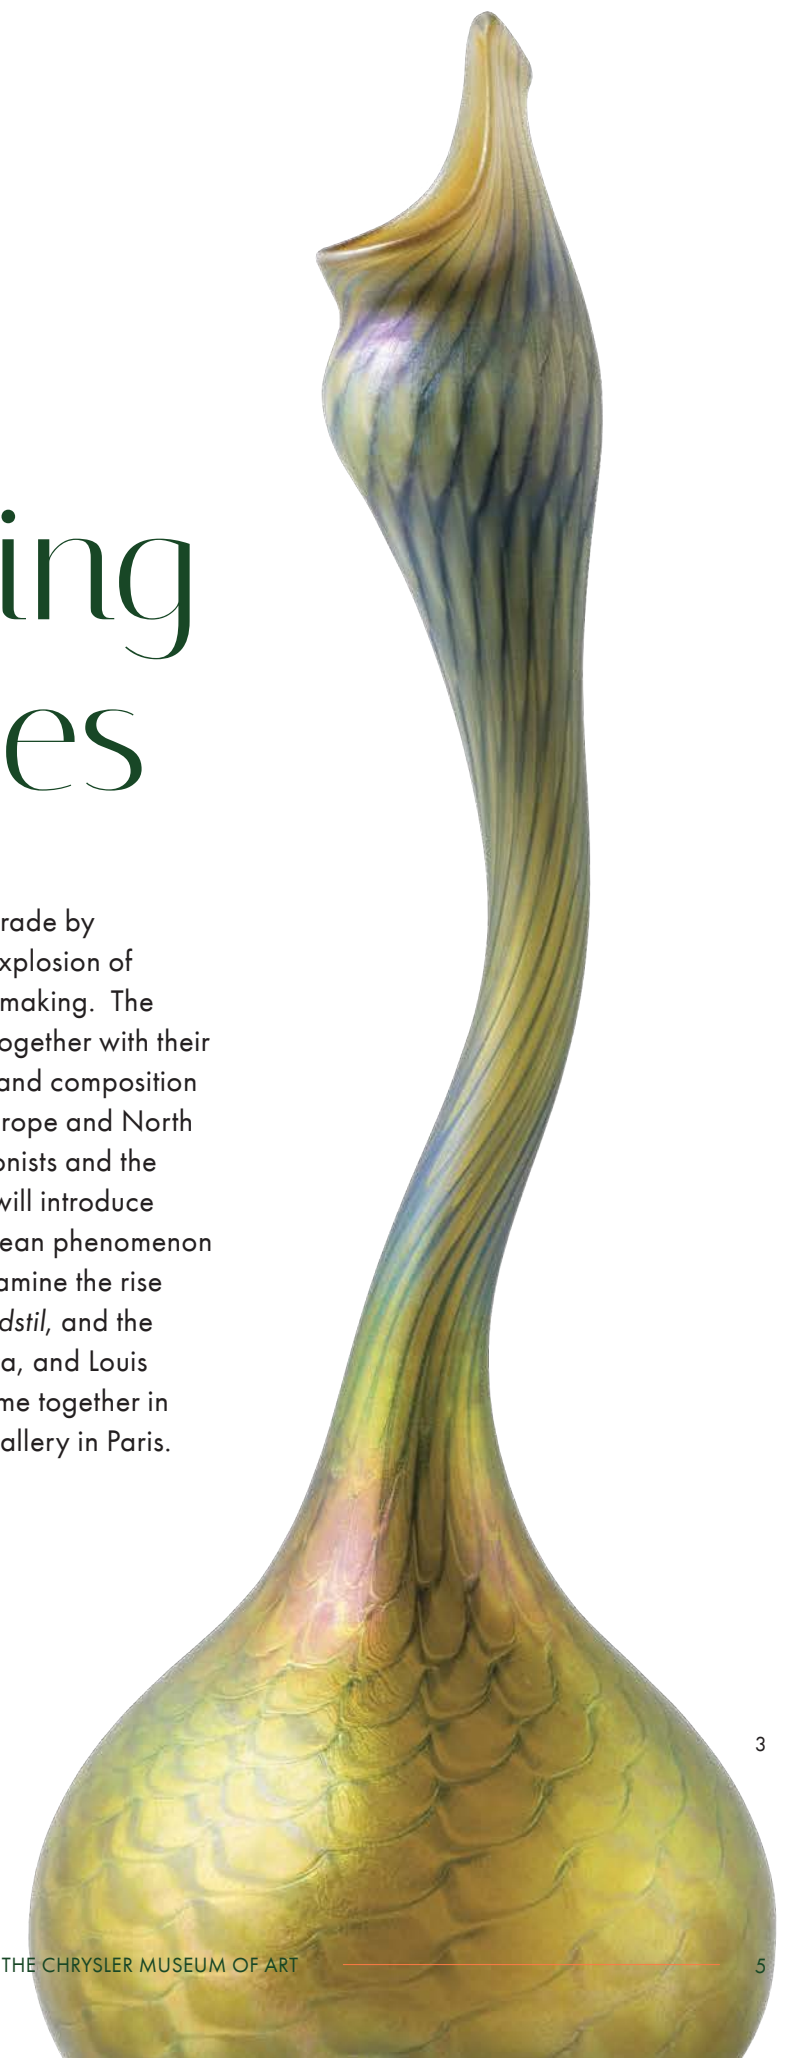 ing
es
rade by
xplosion of
making. The
ogether with their
and composition
rope and North
onists and the
will introduce
ean phenomenon
amine the rise
dstil, and the
a, and Louis
me together in
allery in Paris.
3
THE CHRYSLER MUSEUM OF ART
5